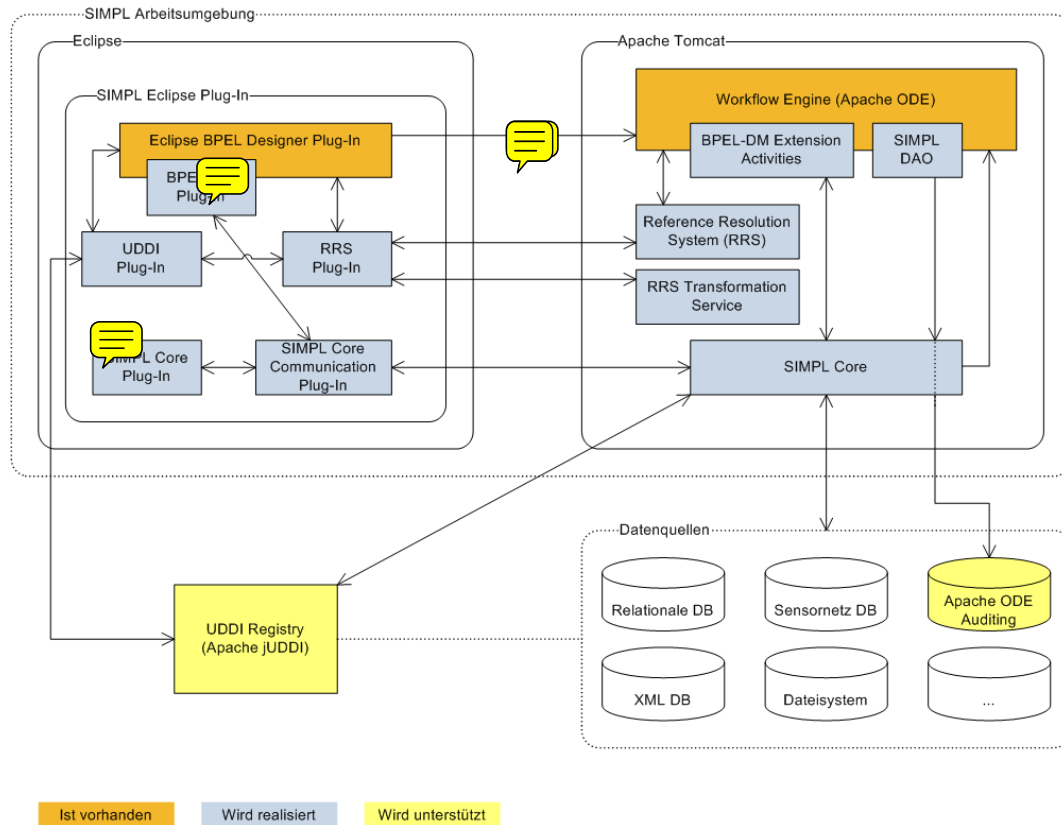 SIMPL Arbeitsumgebung
Eclipse
Apache Tomcat
SIMPL Eclipse Plug-In
Eclipse BPEL Designer Plug-In
Plug-In
UDDI
Plug-In
RRS
Plug-In
Core
Plug-In
SIMPL Core
Communication
Plug-In
Workflow Engine (Apache ODE)
BPEL-DM Extension
Activities
SIMPL
DAO
Reference Resolution
System (RRS)
RRS Transformation
Service
SIMPL Core
UDDI Registry
(Apache jUDDI)
Datenquellen
Relationale DB
Sensornetz DB
Apache ODE
Auditing
XML DB
Dateisystem
...
Ist vorhanden
Wird realisiert
Wird unterstützt